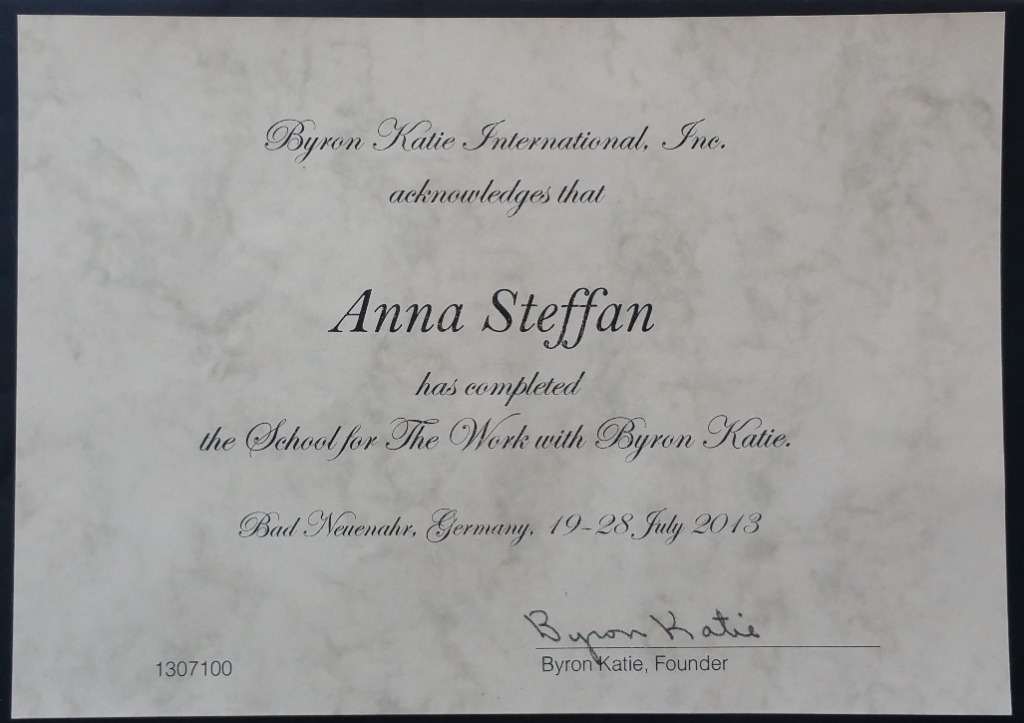 Byron Katie International, Inc.
acknowledges that
Anna Steffan
has completed
the School for The Work with Byron Katie.
Bad Neuenahr, Germany, 19-28 July 2013
Byron Katie
1307100
Byron Katie, Founder